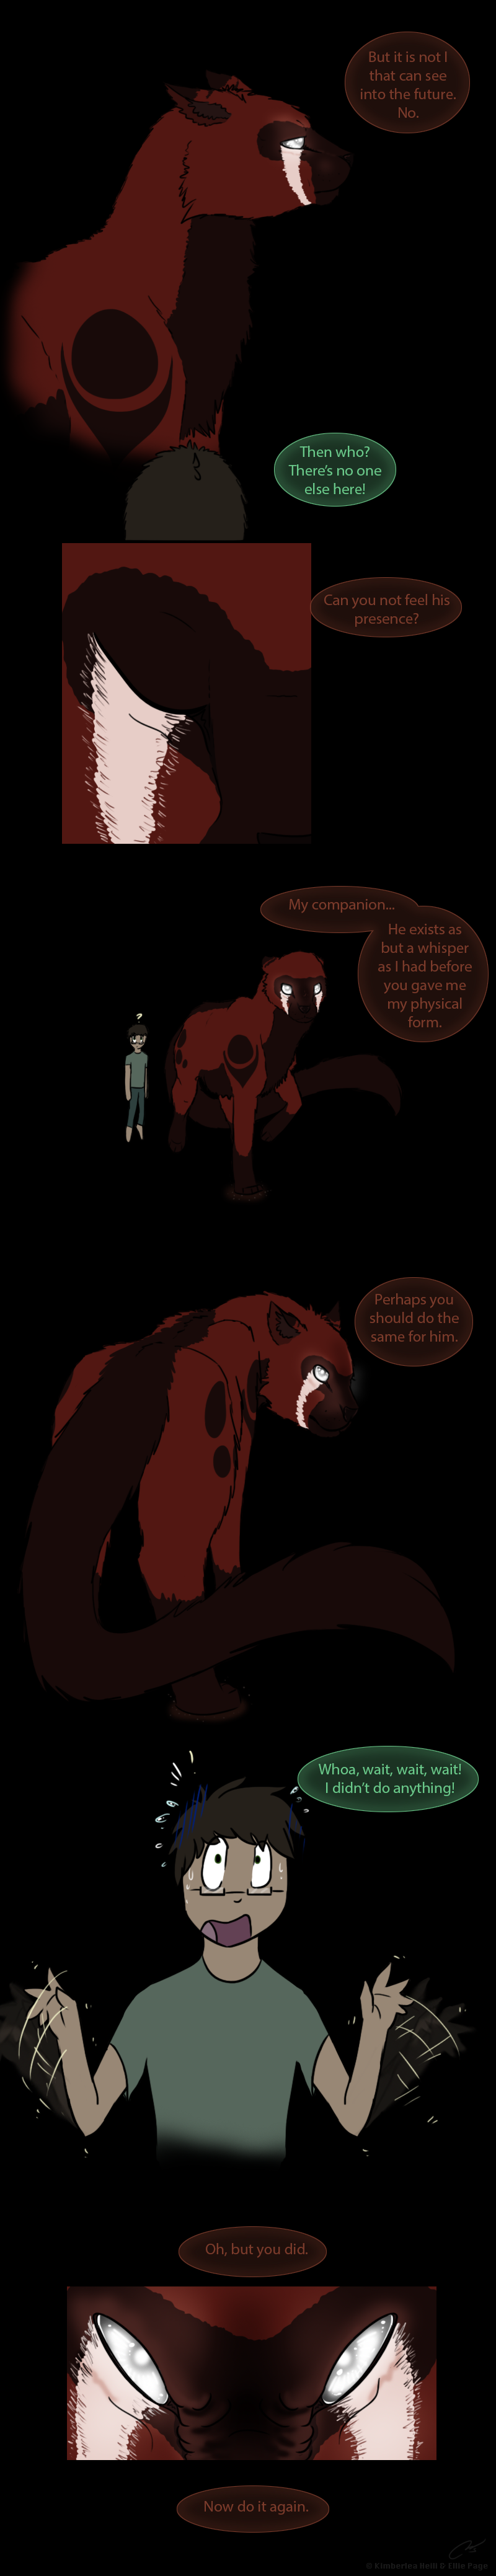 But it is not I
that can see
into the future.
No.
Then who?
There's no one
else here!
Can you not feel his
presence?
My companion...
He exists as
but a whisper
as I had before
you gave me
my physical
form.
?
Perhaps you
should do the
same for him.
Whoa, wait, wait, wait!
I didn't do anything!
Oh, but you did.
Now do it again.